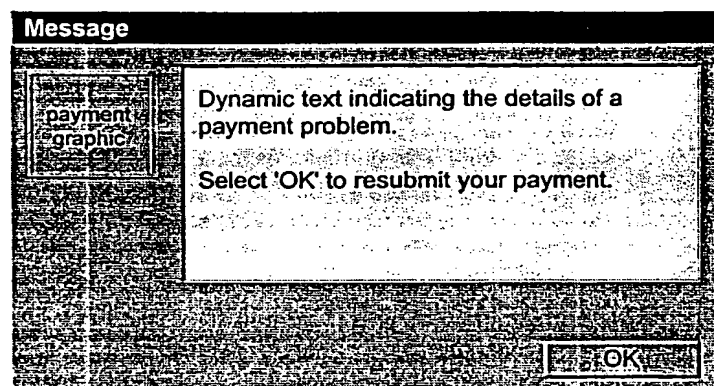 Message
payment
graphic
Dynamic text indicating the details of a
payment problem.
Select 'OK' to resubmit your payment.
OK